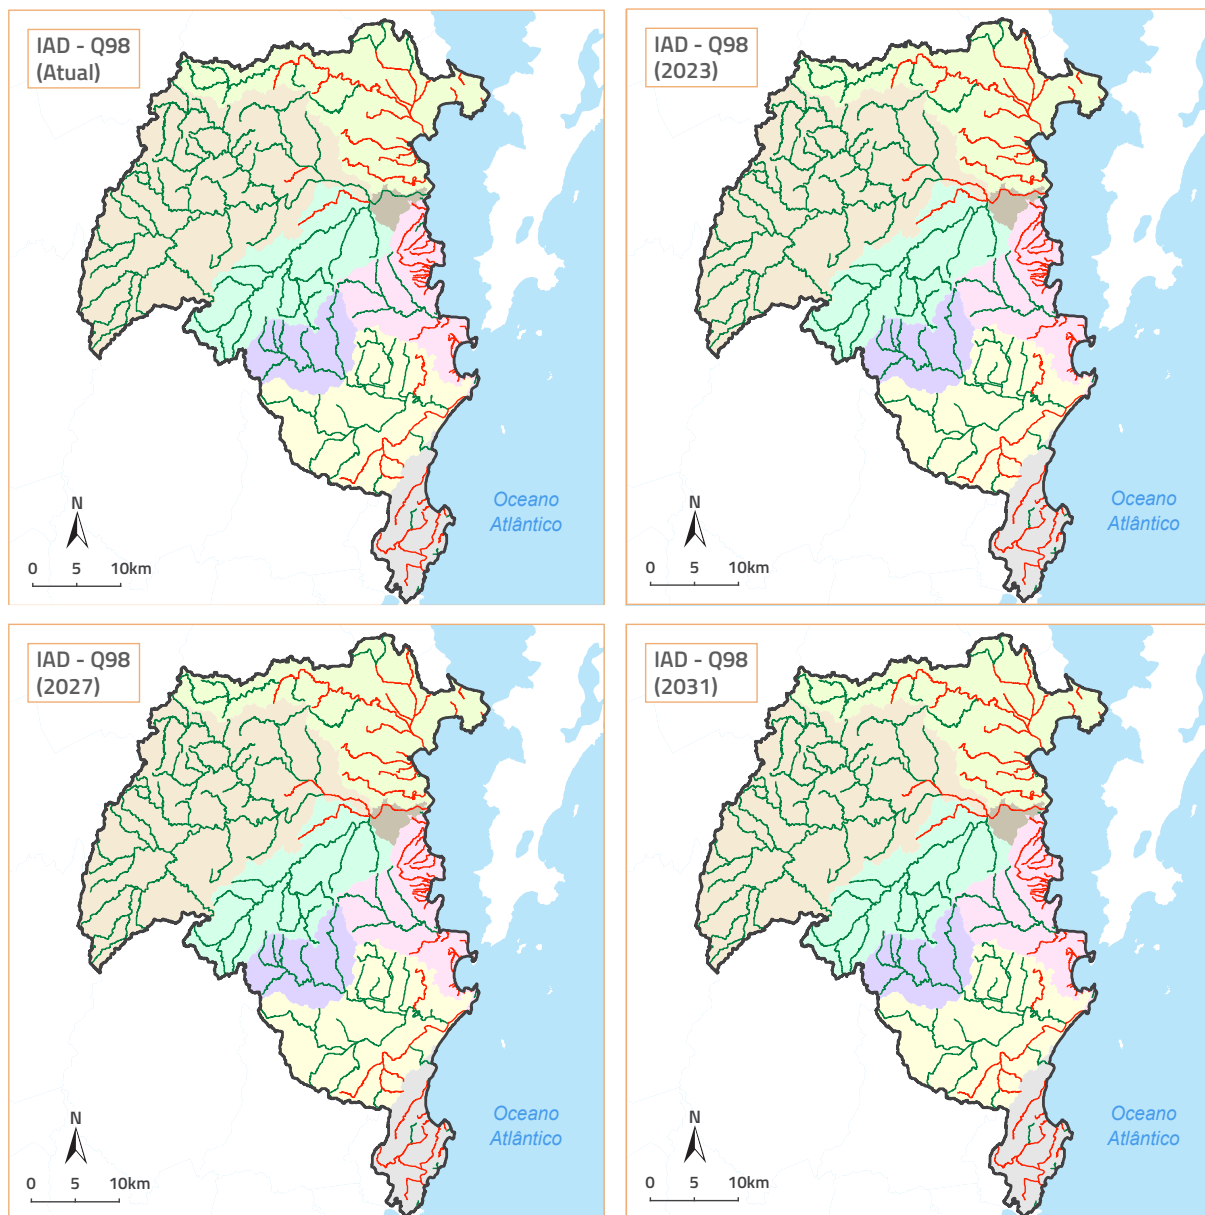 IAD - Q98
(Atual)
N
0 5 10km
Oceano
Atlântico
IAD - Q98
(2023)
N
0 5 10km
Oceano
Atlântico
IAD - Q98
(2027)
N
0 5 10km
Oceano
Atlântico
IAD - Q98
(2031)
N
0 5 10km
Oceano
Atlântico